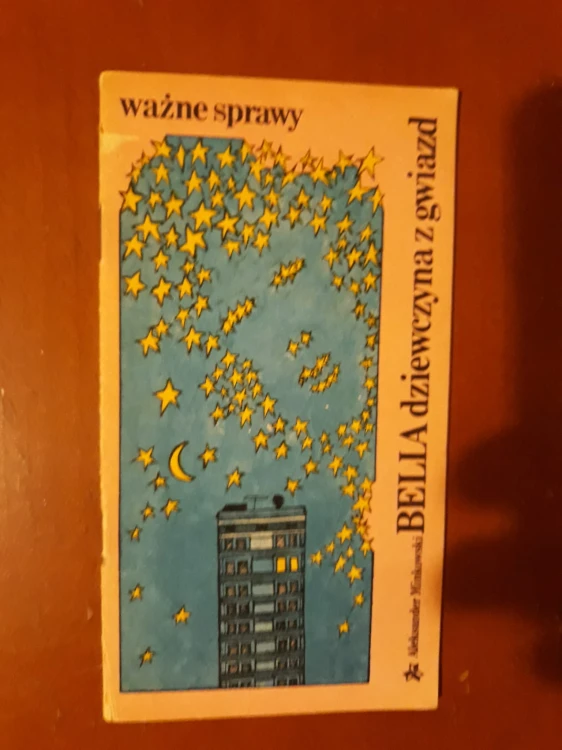 ważne sprawy
Aleksander Minkowski BELLA dziewczyna z gwiazd